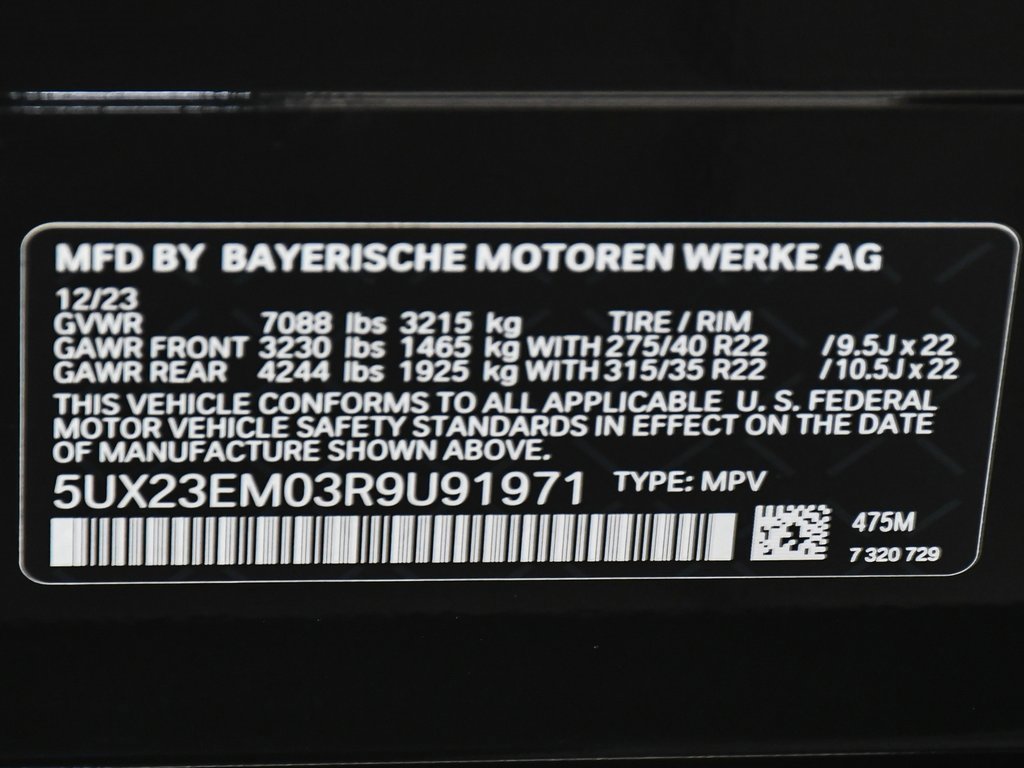 MFD BY BAYERISCHE MOTOREN WERKE AG
12/23
GVWR 7088 lbs 3215 kg TIRE / RIM
GAWR FRONT 3230 lbs 1465 kg WITH 275/40 R22 /9.5J x 22
GAWR REAR 4244 lbs 1925 kg WITH 315/35 R22 /10.5J x 22
THIS VEHICLE CONFORMS TO ALL APPLICABLE U. S. FEDERAL
MOTOR VEHICLE SAFETY STANDARDS IN EFFECT ON THE DATE
OF MANUFACTURE SHOWN ABOVE.
5UX23EM03R9U91971 TYPE: MPV
475M
7 320 729